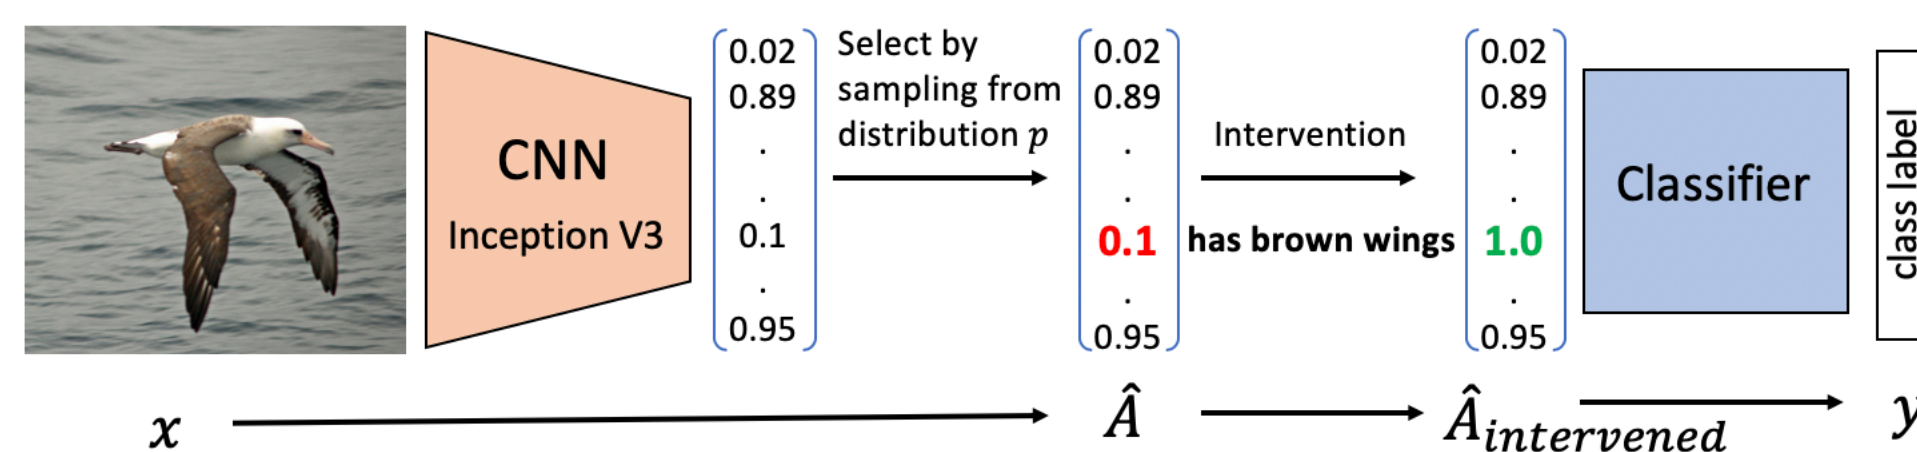 CNN
Inception V3
0.02
0.89
.
.
0.1
.
0.95
Select by
sampling from
distribution p
0.02
0.89
.
.
0.1
.
0.95
Intervention
has brown wings
0.02
0.89
.
.
1.0
.
0.95
Classifier
class label
x
Â
Â_intervened
y